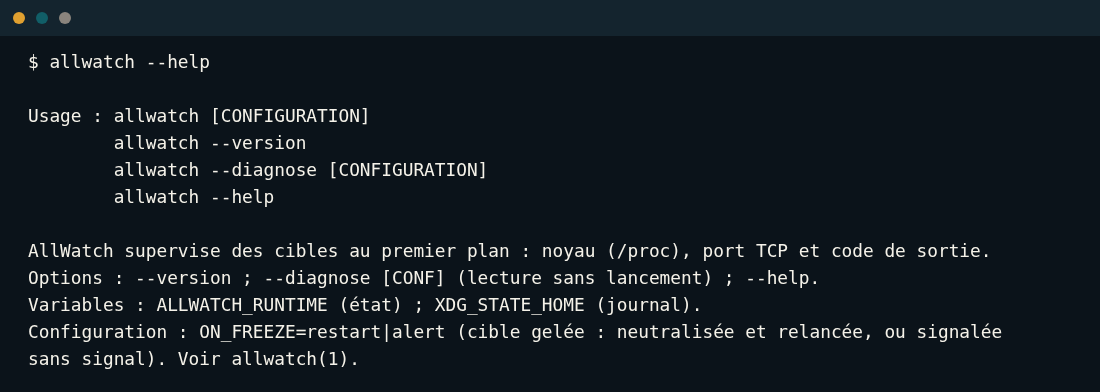 $ allwatch --help
Usage : allwatch [CONFIGURATION]
allwatch --version
allwatch --diagnose [CONFIGURATION]
allwatch --help
AllWatch supervise des cibles au premier plan : noyau (/proc), port TCP et code de sortie.
Options : --version ; --diagnose [CONF] (lecture sans lancement) ; --help.
Variables : ALLWATCH_RUNTIME (état) ; XDG_STATE_HOME (journal).
Configuration : ON_FREEZE=restart|alert (cible gelée : neutralisée et relancée, ou signalée
sans signal). Voir allwatch(1).